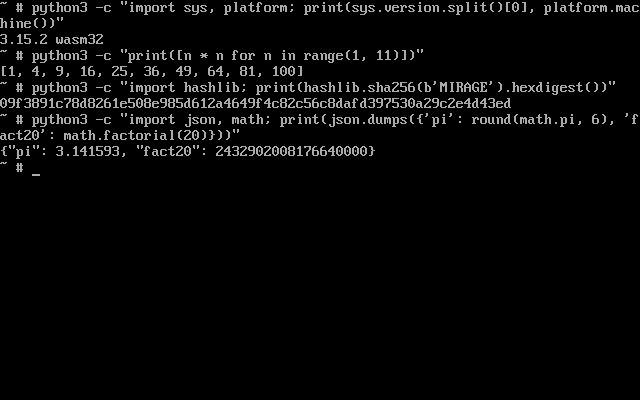 ~ # python3 -c "import sys, platform; print(sys.version.split()[0], platform.mac
hine())"
3.15.2 wasm32
~ # python3 -c "print([n * n for n in range(1, 11)])"
[1, 4, 9, 16, 25, 36, 49, 64, 81, 100]
~ # python3 -c "import hashlib; print(hashlib.sha256(b'MIRAGE').hexdigest())"
09f3891c78d8261e508e985d612a4649f4c82c56c8dafd397530a29c2e4d43ed
~ # python3 -c "import json, math; print(json.dumps({'pi': round(math.pi, 6), 'f
act20': math.factorial(20)}))"
{"pi": 3.141593, "fact20": 2432902008176640000}
~ # _